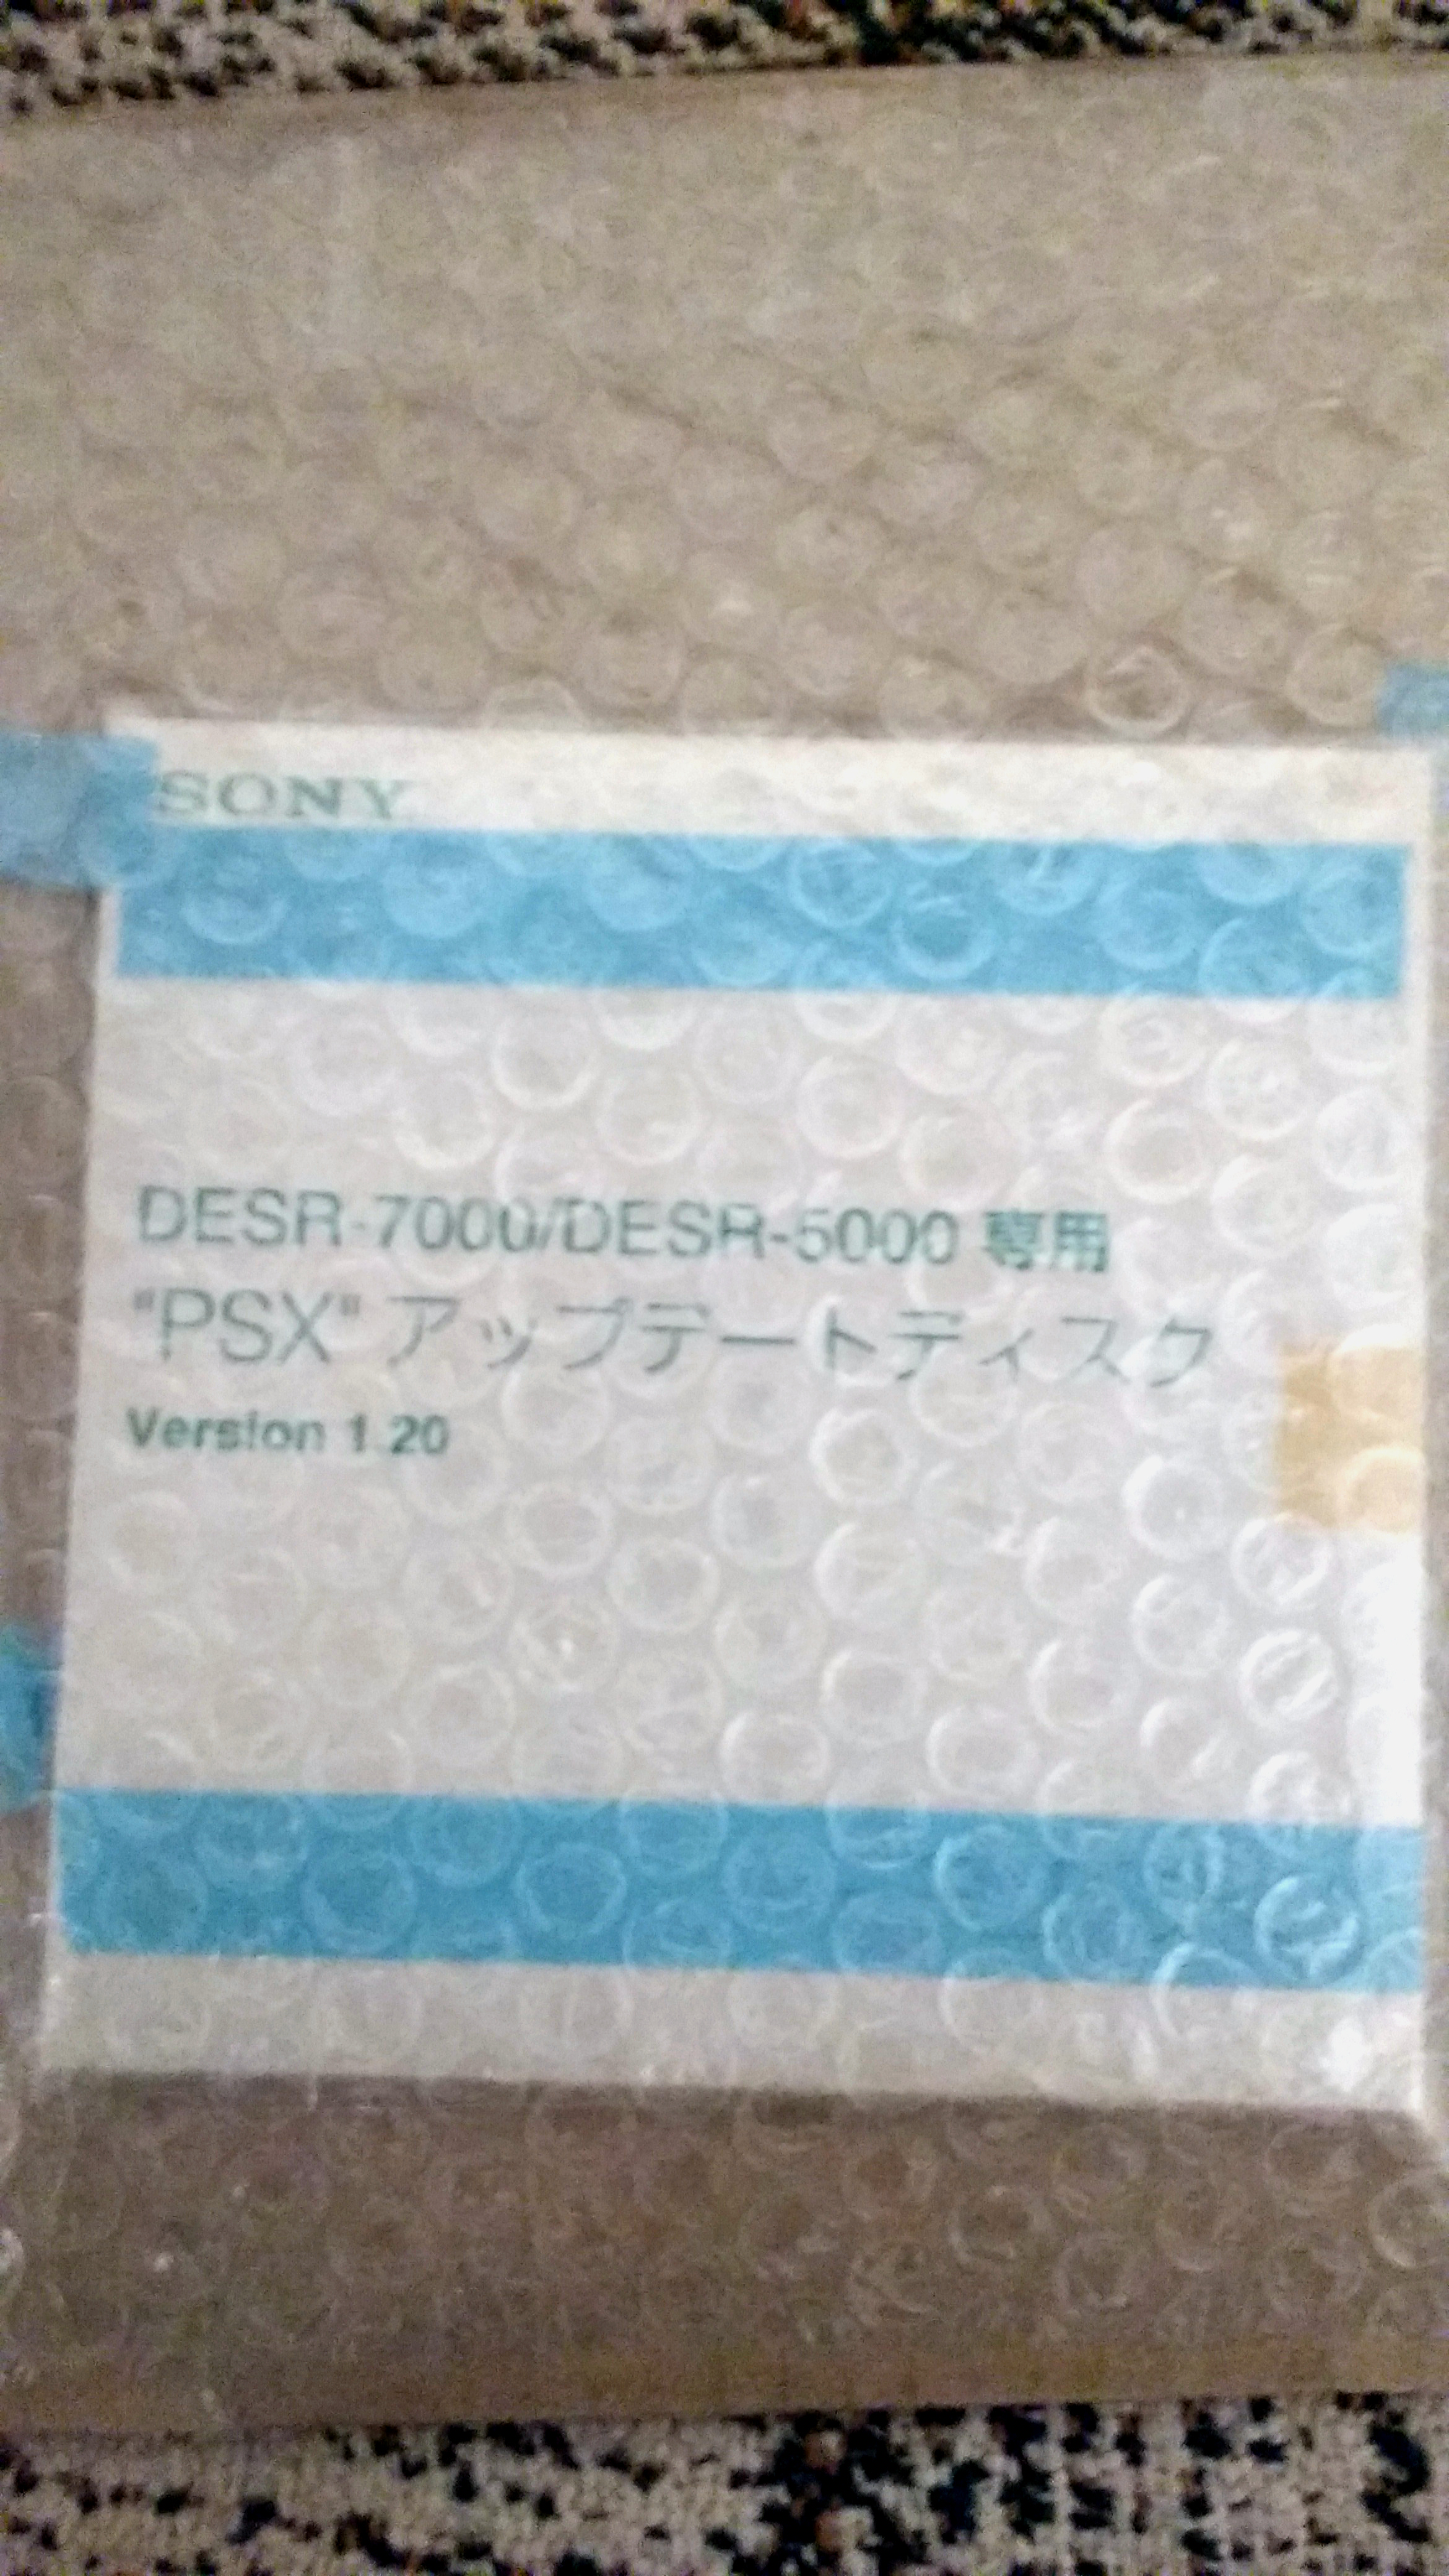 SONY
DESR-7000/DESR-5000 専用
"PSX" アップデートディスク
Version 1.20